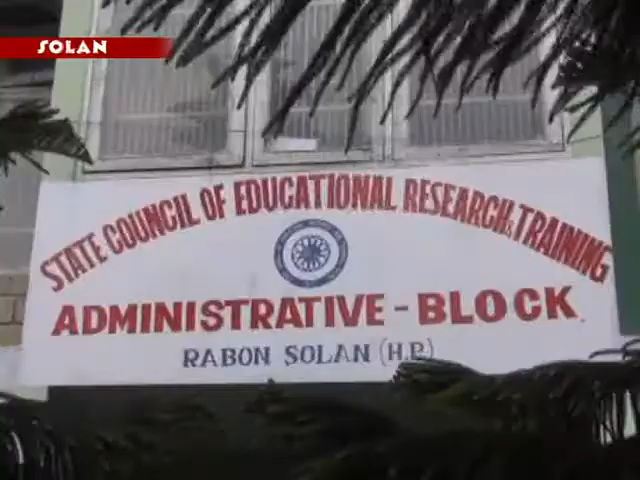 SOLAN
STATE COUNCIL OF EDUCATIONAL RESEARCH & TRAINING
ADMINISTRATIVE - BLOCK
RABON SOLAN (H.P.)